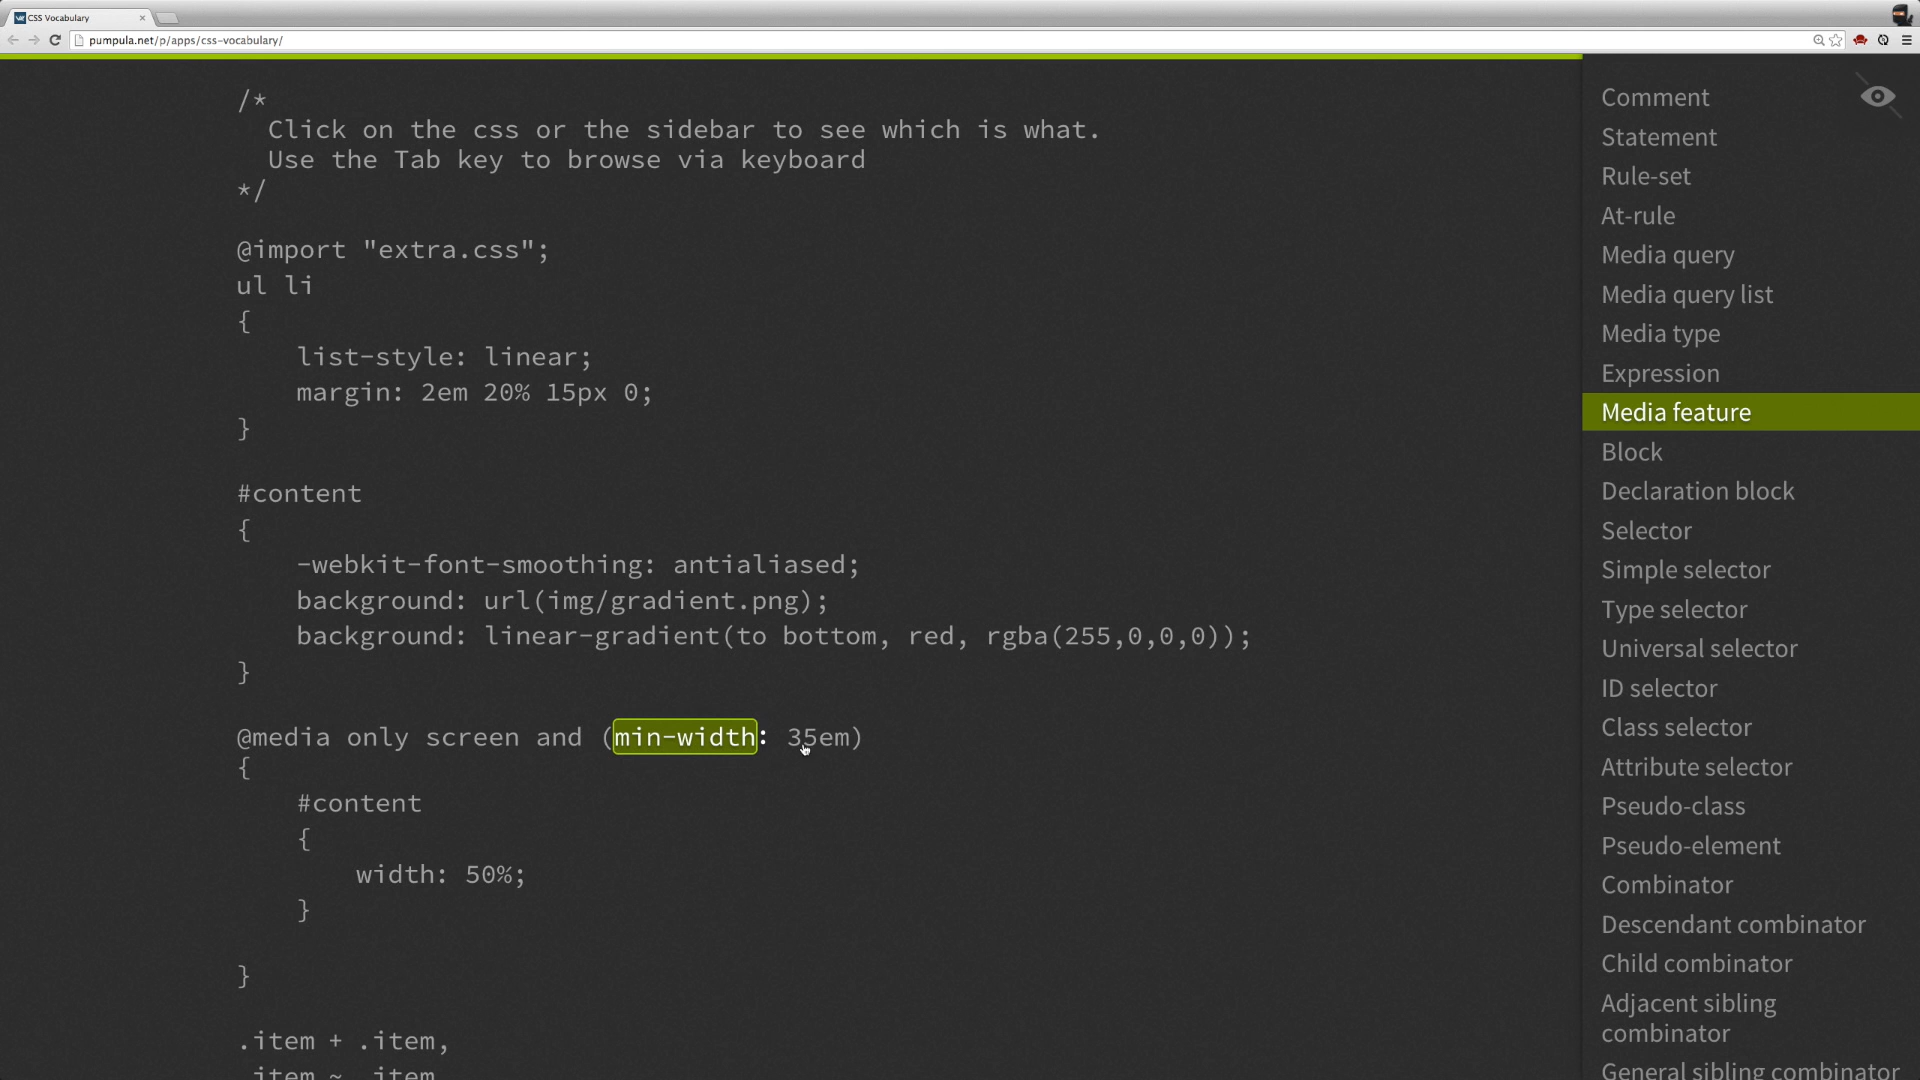 CSS Vocabulary
pumpula.net/p/apps/css-vocabulary/
/*
Click on the css or the sidebar to see which is what.
Use the Tab key to browse via keyboard
*/
@import "extra.css";
ul li
{
list-style: linear;
margin: 2em 20% 15px 0;
}
#content
{
-webkit-font-smoothing: antialiased;
background: url(img/gradient.png);
background: linear-gradient(to bottom, red, rgba(255,0,0,0));
}
@media only screen and (min-width: 35em)
{
#content
{
width: 50%;
}
}
.item + .item,
.item ~ .item
Comment
Statement
Rule-set
At-rule
Media query
Media query list
Media type
Expression
Media feature
Block
Declaration block
Selector
Simple selector
Type selector
Universal selector
ID selector
Class selector
Attribute selector
Pseudo-class
Pseudo-element
Combinator
Descendant combinator
Child combinator
Adjacent sibling
combinator
General sibling combinator